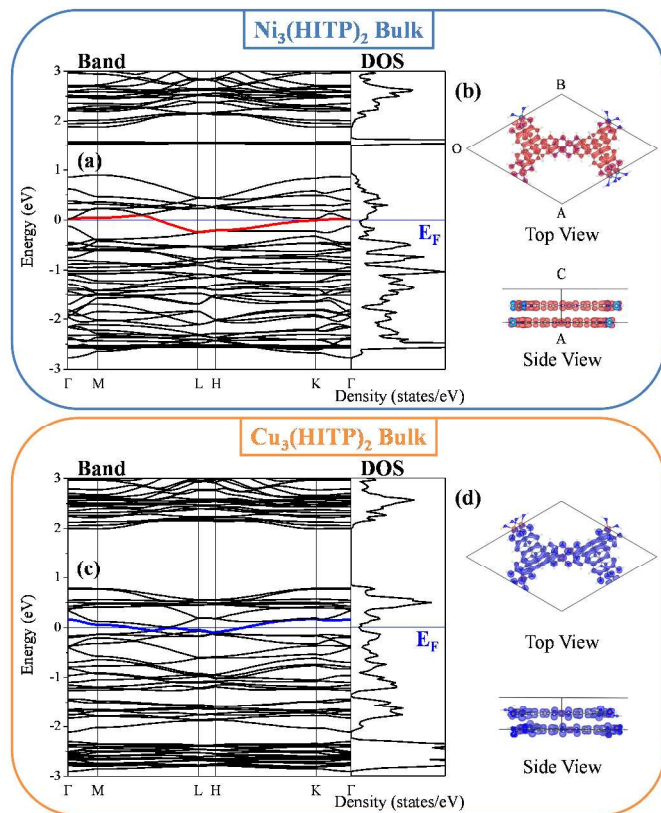 Ni₃(HITP)₂ Bulk
Band
DOS
(a)
Energy (eV)
3
2
1
0
-1
-2
-3
Γ
M
L
H
K
Γ
E_F
Density (states/eV)
(b)
B
O
A
Top View
C
A
Side View
Cu₃(HITP)₂ Bulk
Band
DOS
(c)
Energy (eV)
3
2
1
0
-1
-2
-3
Γ
M
L
H
K
Γ
E_F
Density (states/eV)
(d)
Top View
Side View